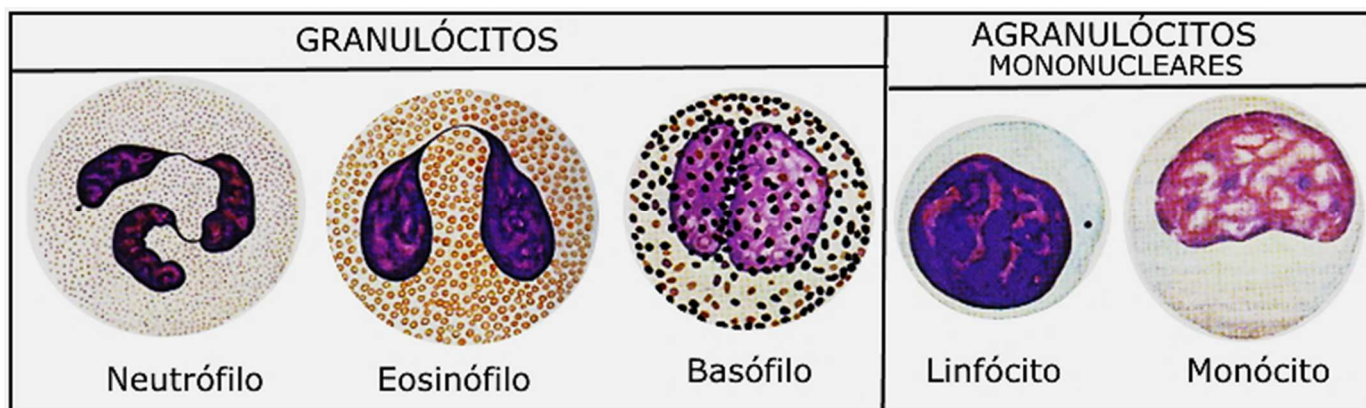 GRANULÓCITOS
AGRANULÓCITOS
MONONUCLEARES
Neutrófilo
Eosinófilo
Basófilo
Linfócito
Monócito